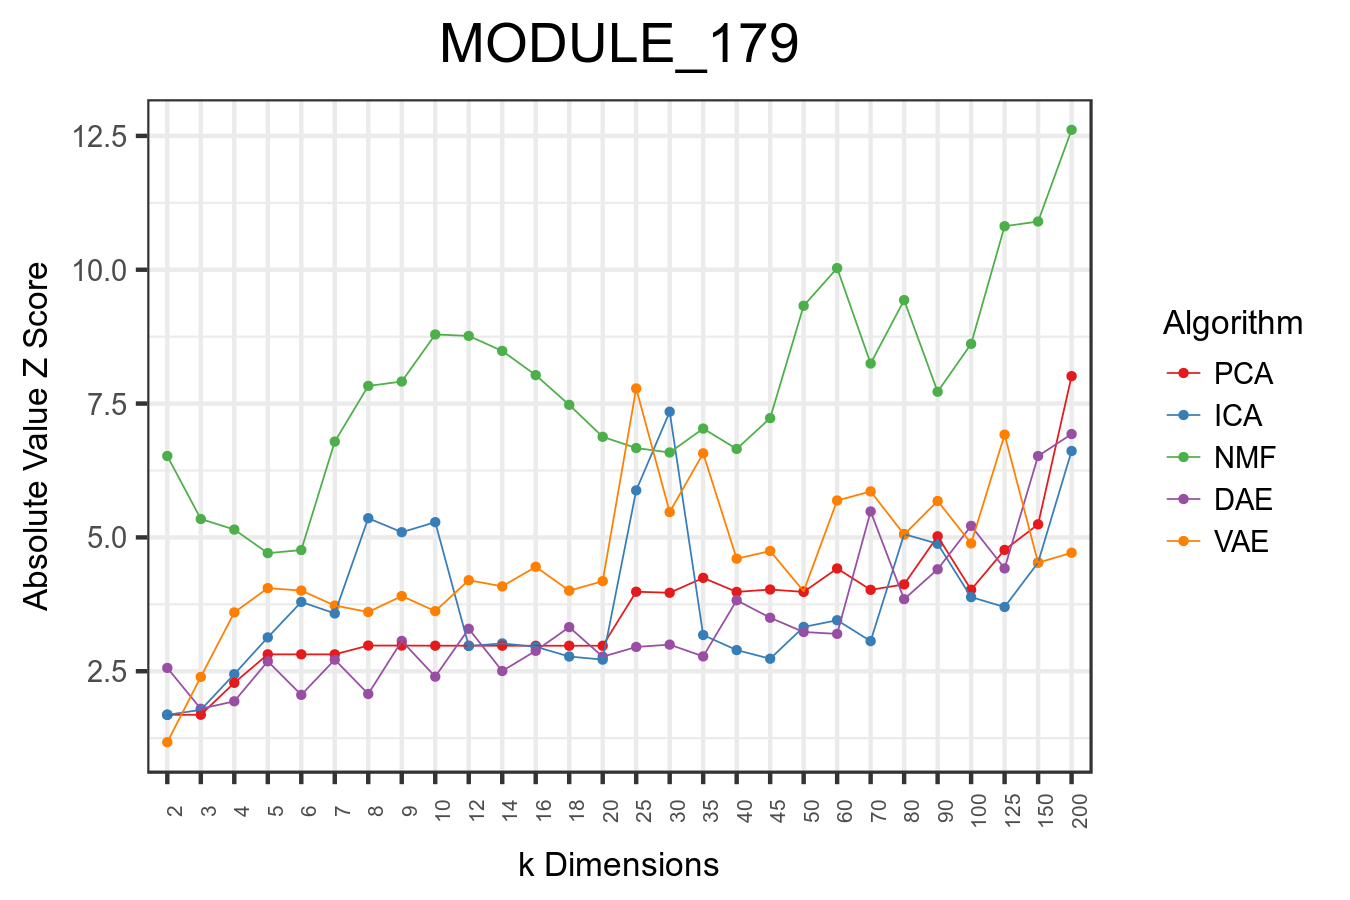 MODULE_179
Absolute Value Z Score
12.5
10.0
7.5
5.0
2.5
2 3 4 5 6 7 8 9 10 12 14 16 18 20 25 30 35 40 45 50 60 70 80 90 100 125 150 200
k Dimensions
Algorithm
PCA
ICA
NMF
DAE
VAE